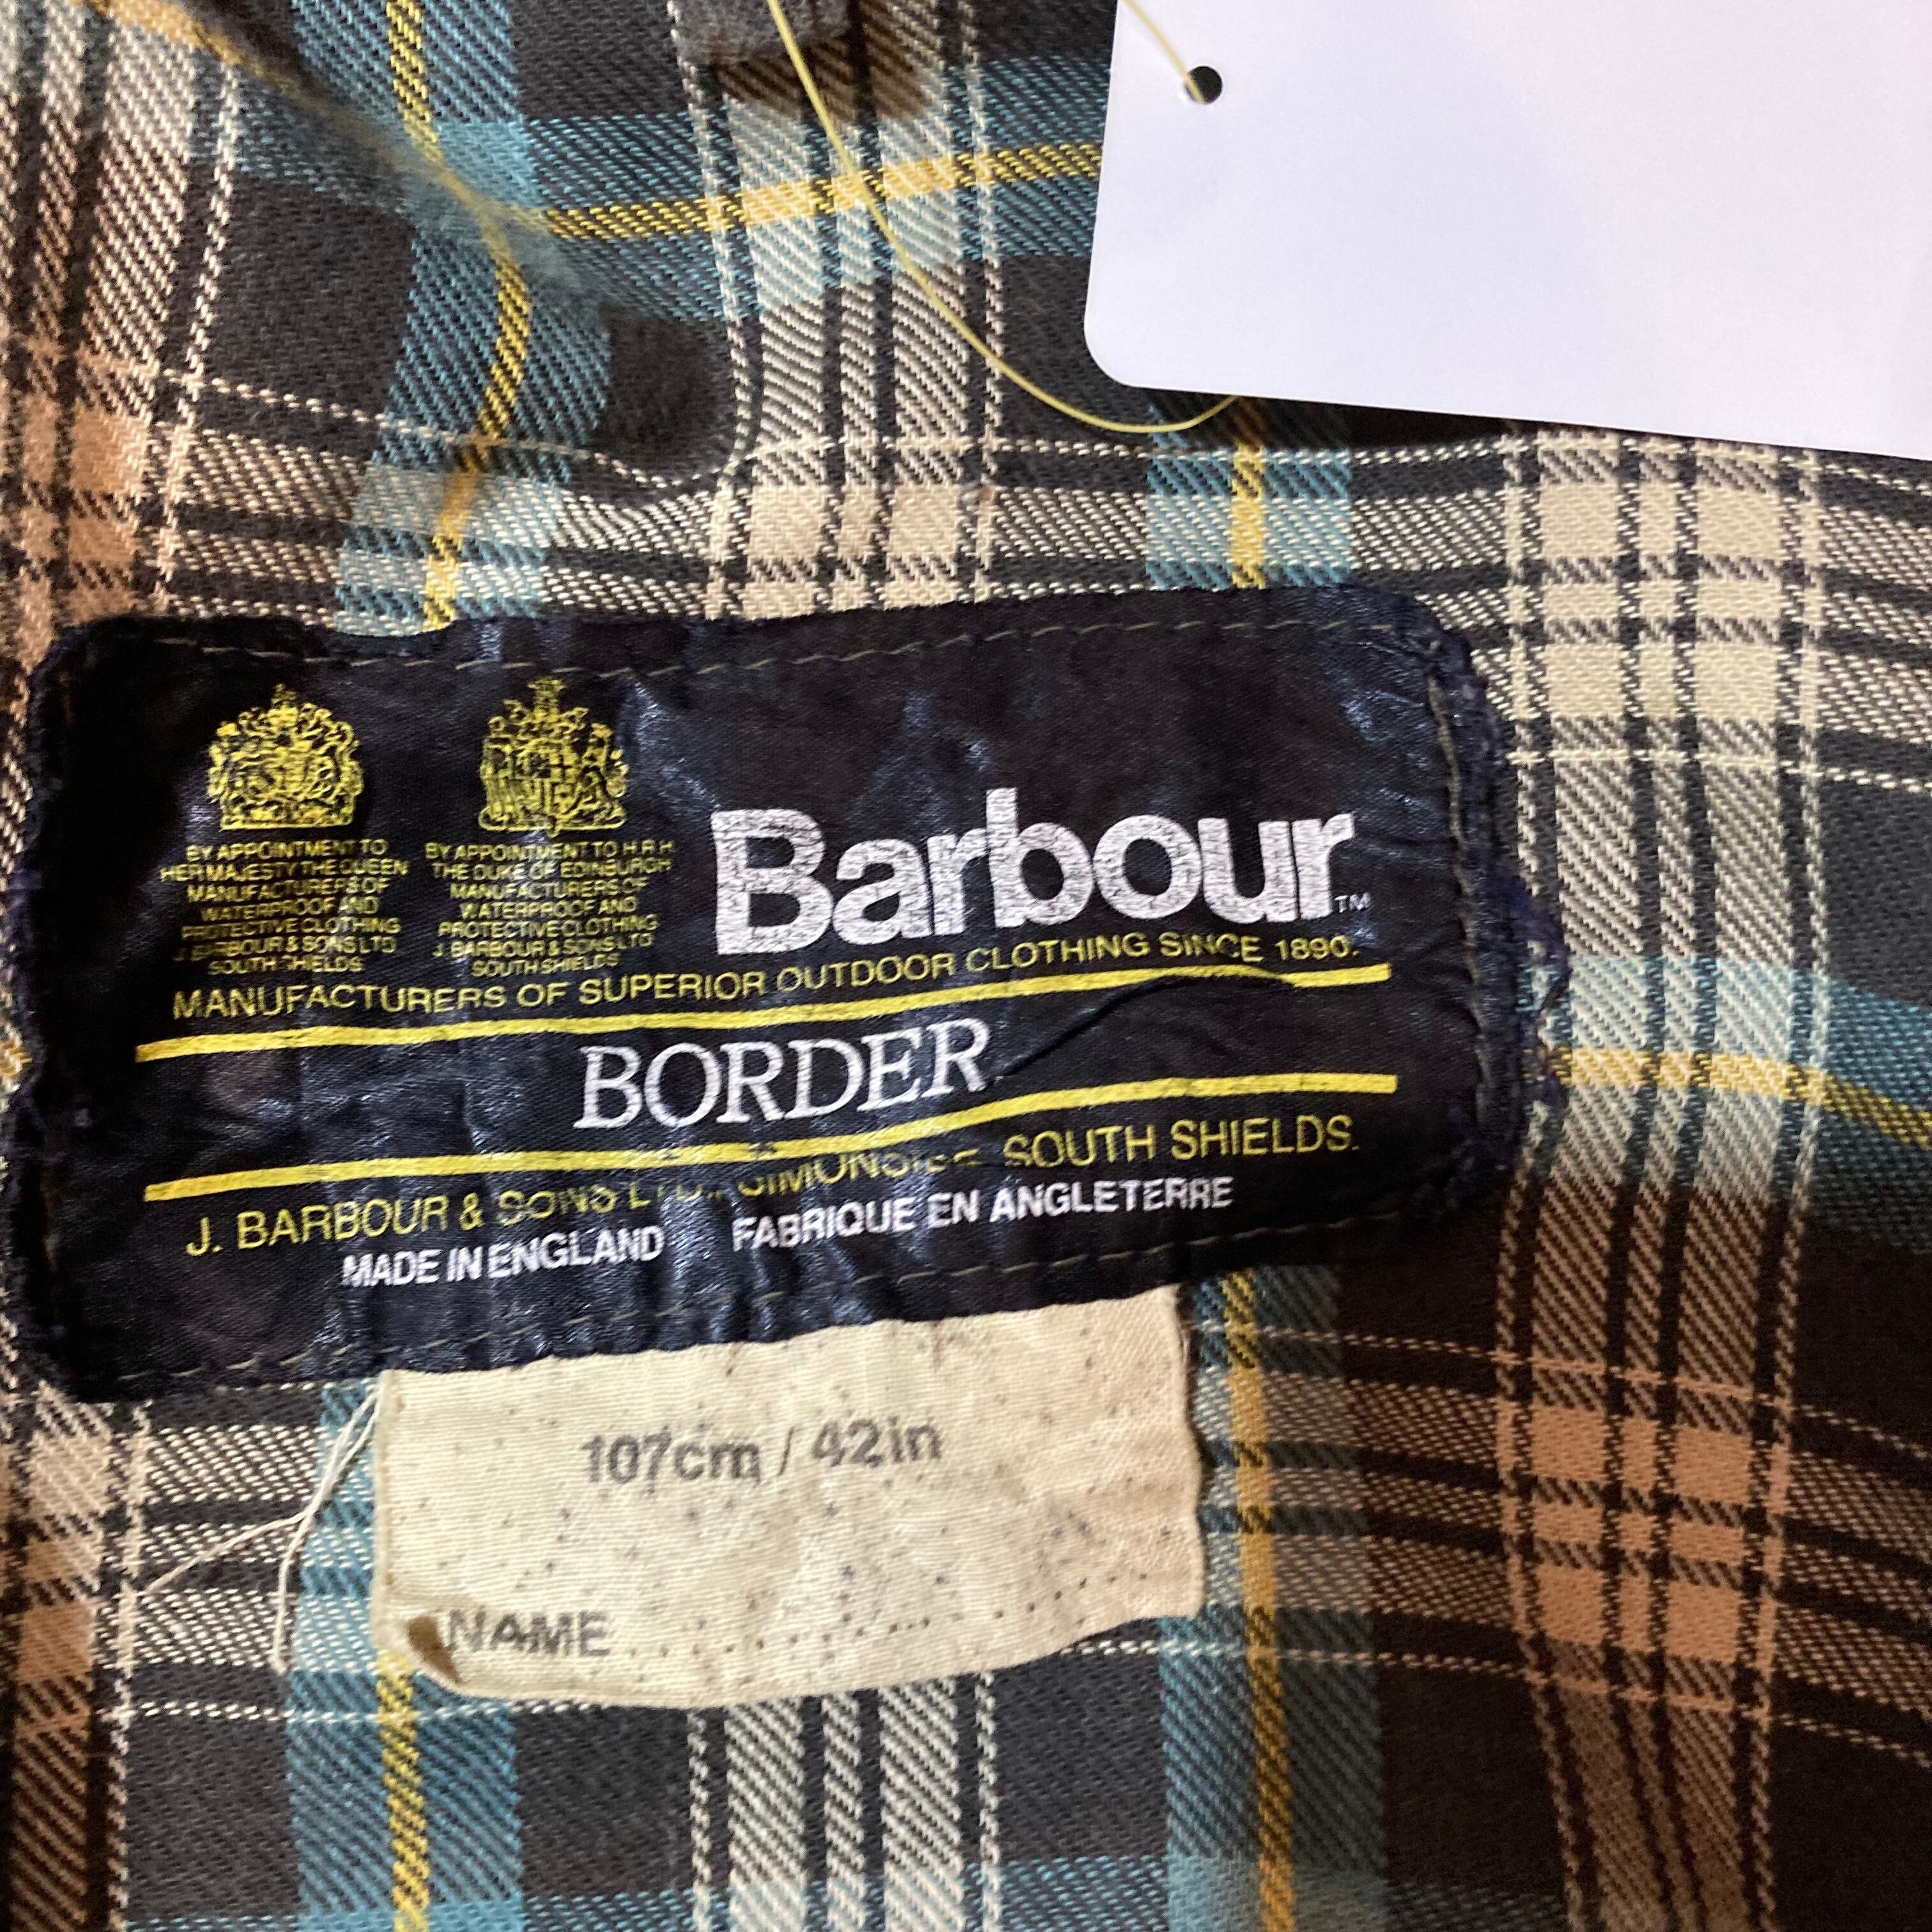 BY APPOINTMENT TO
HER MAJESTY THE QUEEN
MANUFACTURERS OF
WATERPROOF AND
PROTECTIVE CLOTHING
J BARBOUR & SONS LTD
SOUTH SHIELDS
BY APPOINTMENT TO H.R.H
THE DUKE OF EDINBURGH
MANUFACTURERS OF
WATERPROOF AND
PROTECTIVE CLOTHING
J BARBOUR & SONS LTD
SOUTH SHIELDS
Barbour™
MANUFACTURERS OF SUPERIOR OUTDOOR CLOTHING SINCE 1890.
BORDER
J. BARBOUR & SONS LTD., SIMONSIDE SOUTH SHIELDS.
MADE IN ENGLAND FABRIQUE EN ANGLETERRE
107cm / 42in
NAME